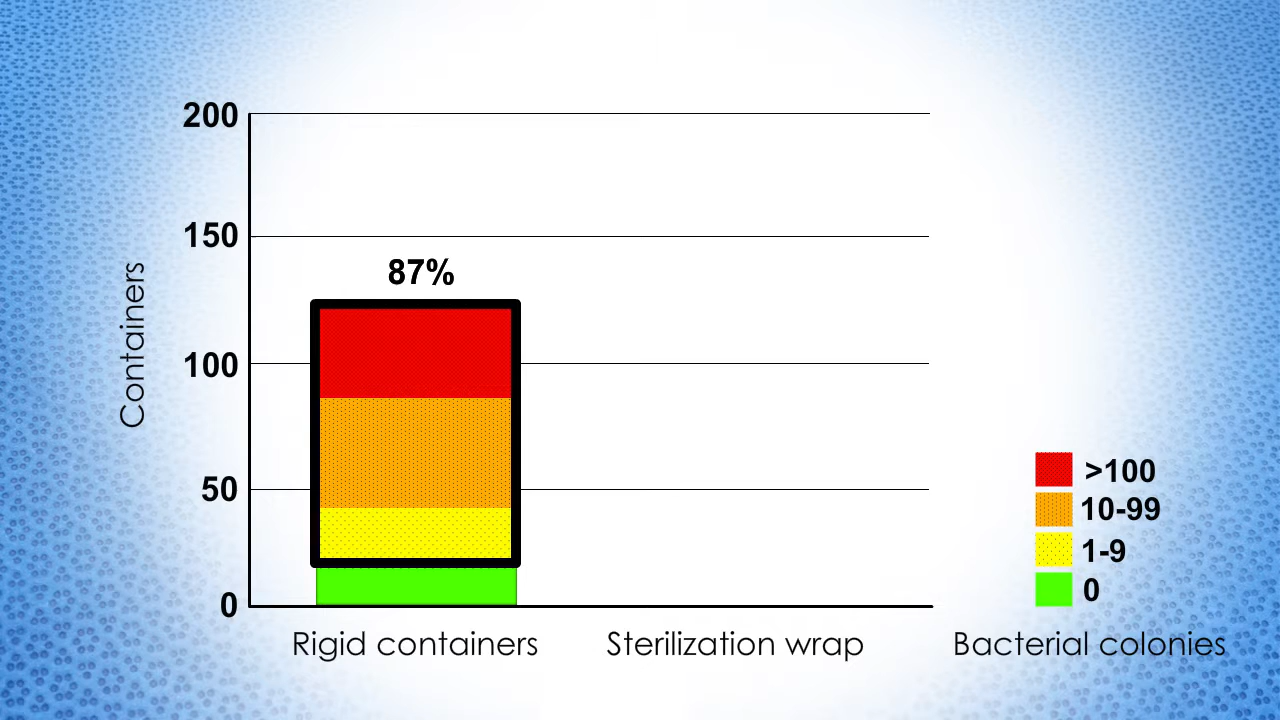 200
150
87%
Containers
100
50
0
>100
10-99
1-9
0
Rigid containers
Sterilization wrap
Bacterial colonies